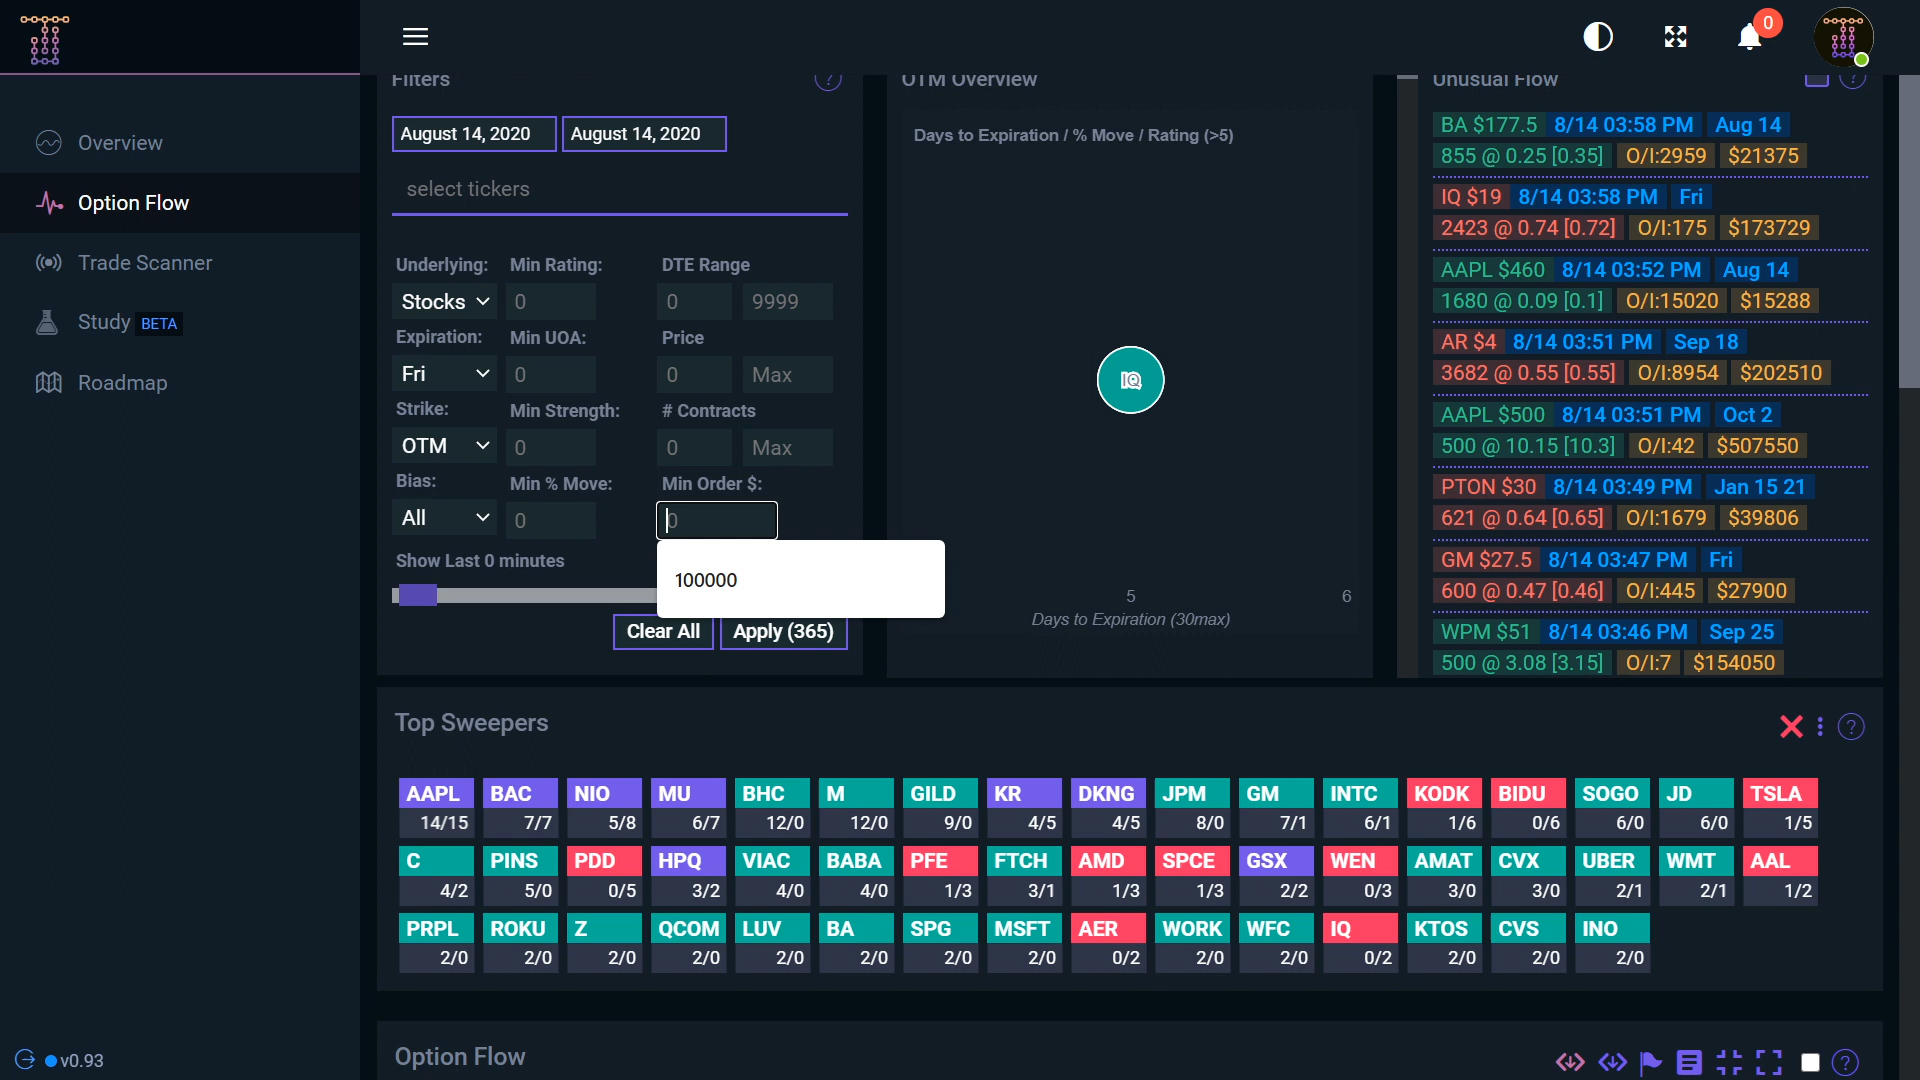 0
Overview
Option Flow
Trade Scanner
Study BETA
Roadmap
v0.93
Filters
?
August 14, 2020
August 14, 2020
select tickers
Underlying:
Min Rating:
DTE Range
Stocks
0
0
9999
Expiration:
Min UOA:
Price
Fri
0
0
Max
Strike:
Min Strength:
# Contracts
OTM
0
0
Max
Bias:
Min % Move:
Min Order $:
All
0
0
Show Last 0 minutes
100000
Clear All
Apply (365)
OTM Overview
Days to Expiration / % Move / Rating (>5)
IQ
5
6
Days to Expiration (30max)
Unusual Flow
?
BA $177.5 8/14 03:58 PM Aug 14
855 @ 0.25 [0.35] O/I:2959 $21375
IQ $19 8/14 03:58 PM Fri
2423 @ 0.74 [0.72] O/I:175 $173729
AAPL $460 8/14 03:52 PM Aug 14
1680 @ 0.09 [0.1] O/I:15020 $15288
AR $4 8/14 03:51 PM Sep 18
3682 @ 0.55 [0.55] O/I:8954 $202510
AAPL $500 8/14 03:51 PM Oct 2
500 @ 10.15 [10.3] O/I:42 $507550
PTON $30 8/14 03:49 PM Jan 15 21
621 @ 0.64 [0.65] O/I:1679 $39806
GM $27.5 8/14 03:47 PM Fri
600 @ 0.47 [0.46] O/I:445 $27900
WPM $51 8/14 03:46 PM Sep 25
500 @ 3.08 [3.15] O/I:7 $154050
Top Sweepers
?
AAPL BAC NIO MU BHC M GILD KR DKNG JPM GM INTC KODK BIDU SOGO JD TSLA
14/15 7/7 5/8 6/7 12/0 12/0 9/0 4/5 4/5 8/0 7/1 6/1 1/6 0/6 6/0 6/0 1/5
C PINS PDD HPQ VIAC BABA PFE FTCH AMD SPCE GSX WEN AMAT CVX UBER WMT AAL
4/2 5/0 0/5 3/2 4/0 4/0 1/3 3/1 1/3 1/3 2/2 0/3 3/0 3/0 2/1 2/1 1/2
PRPL ROKU Z QCOM LUV BA SPG MSFT AER WORK WFC IQ KTOS CVS INO
2/0 2/0 2/0 2/0 2/0 2/0 2/0 2/0 0/2 2/0 2/0 0/2 2/0 2/0 2/0
Option Flow
?